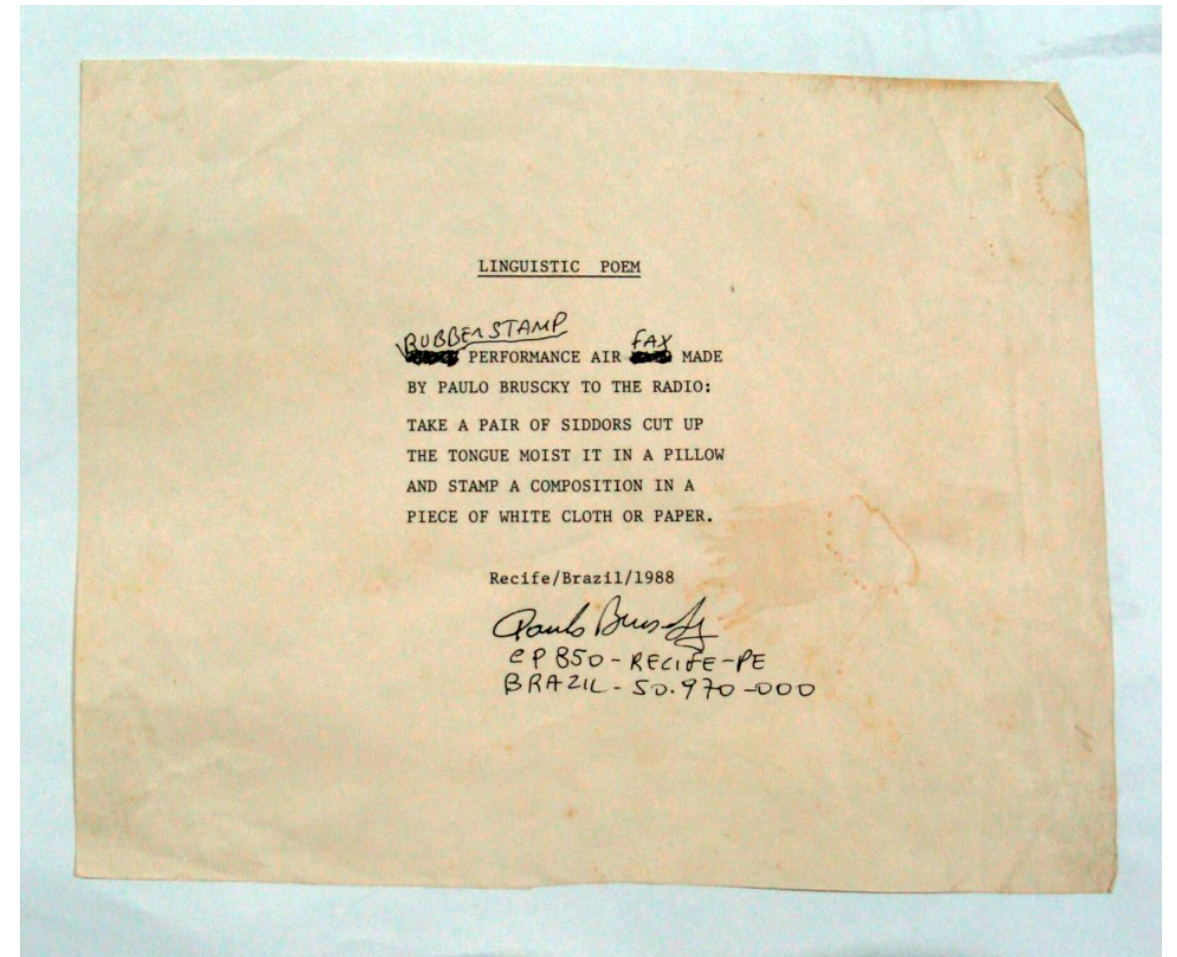 LINGUISTIC POEM
RUBBER STAMP FAX
PERFORMANCE AIR MADE
BY PAULO BRUSCKY TO THE RADIO:
TAKE A PAIR OF SIDDORS CUT UP
THE TONGUE MOIST IT IN A PILLOW
AND STAMP A COMPOSITION IN A
PIECE OF WHITE CLOTH OR PAPER.
Recife/Brazil/1988
Paulo Bruscky
CP 850-RECIFE-PE
BRAZIL-50.970-000